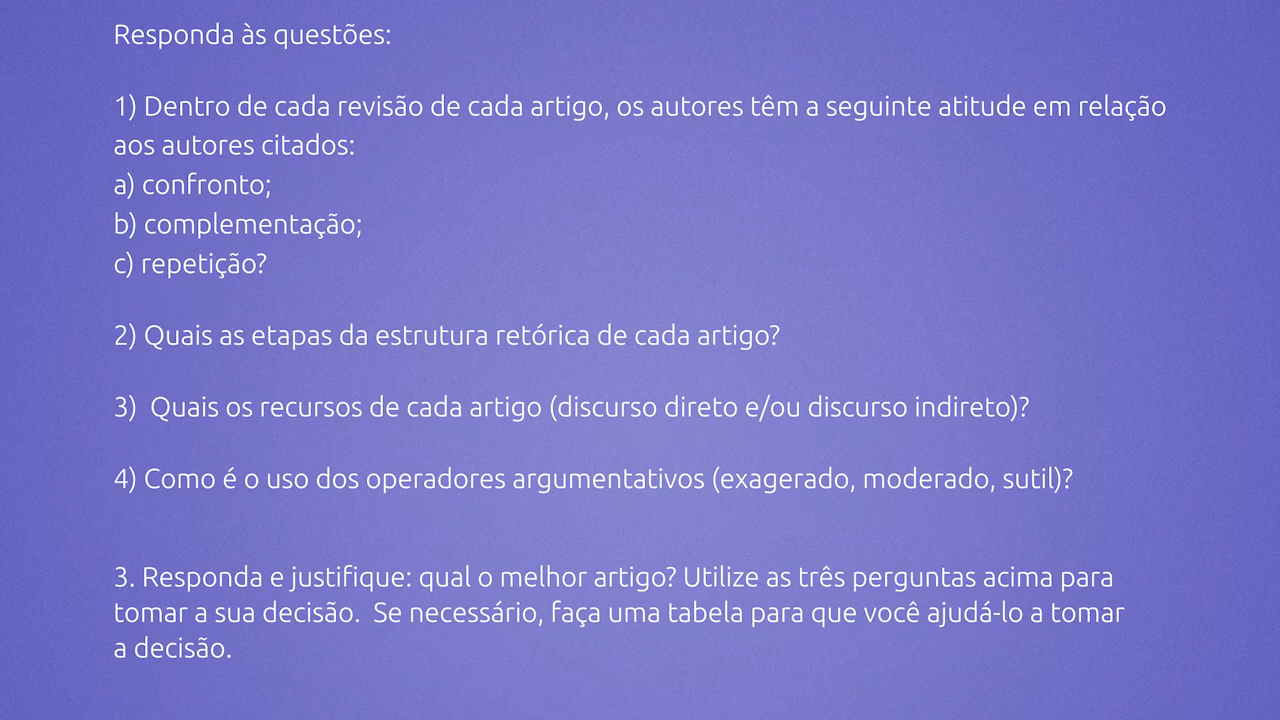 Responda às questões:
1) Dentro de cada revisão de cada artigo, os autores têm a seguinte atitude em relação
aos autores citados:
a) confronto;
b) complementação;
c) repetição?
2) Quais as etapas da estrutura retórica de cada artigo?
3)  Quais os recursos de cada artigo (discurso direto e/ou discurso indireto)?
4) Como é o uso dos operadores argumentativos (exagerado, moderado, sutil)?
3. Responda e justifique: qual o melhor artigo? Utilize as três perguntas acima para
tomar a sua decisão.  Se necessário, faça uma tabela para que você ajudá-lo a tomar
a decisão.